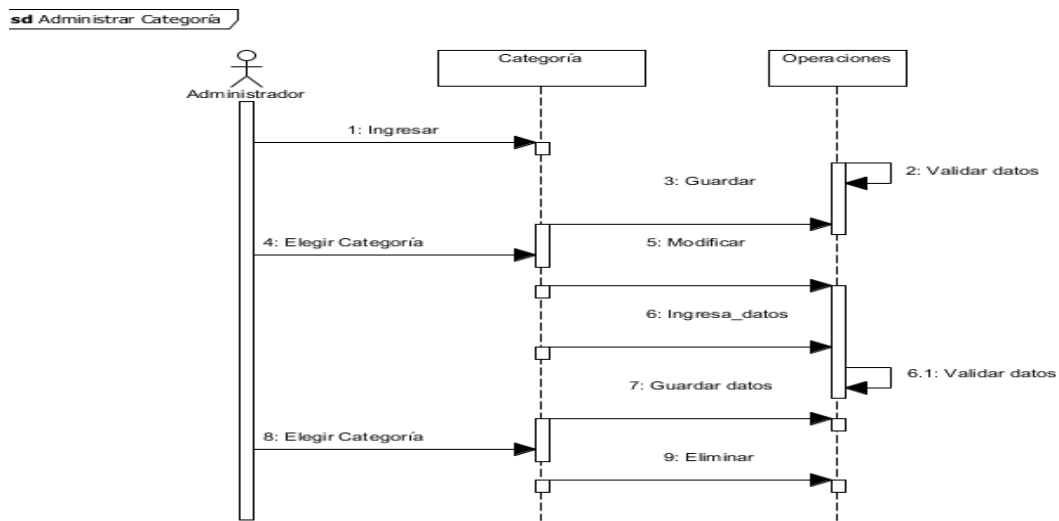 sd Administrar Categoría
Categoría
Operaciones
Administrador
1: Ingresar
2: Validar datos
3: Guardar
4: Elegir Categoría
5: Modificar
6: Ingresa_datos
6.1: Validar datos
7: Guardar datos
8: Elegir Categoría
9: Eliminar